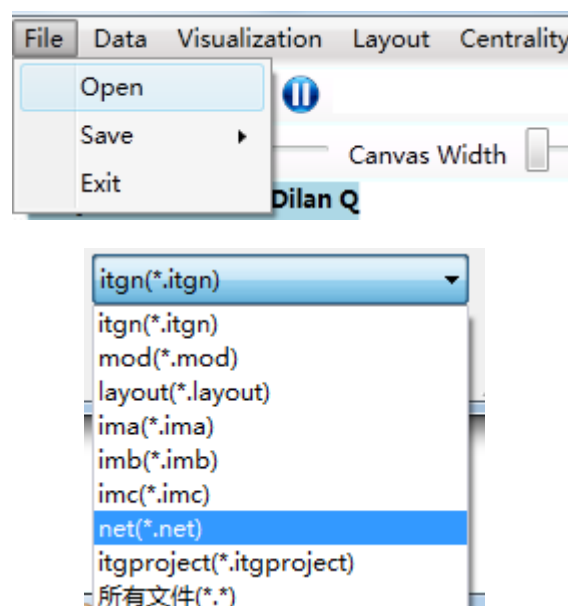 File Data Visualization Layout Centrality
Open
Save
Canvas Width
Exit
Dilan Q
itgn(*.itgn)
itgn(*.itgn)
mod(*.mod)
layout(*.layout)
ima(*.ima)
imb(*.imb)
imc(*.imc)
net(*.net)
itgproject(*.itgproject)
所有文件(*.*)